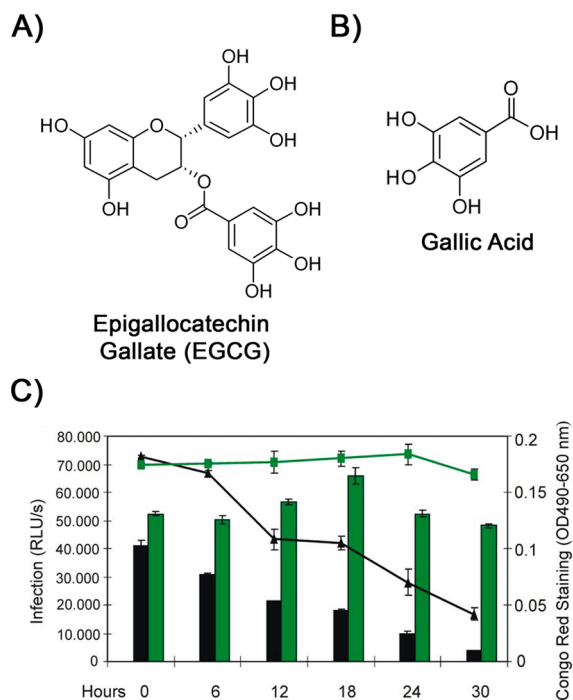 A)
B)
OH
OH
OH
HO
O
OH
O
O
OH
OH
OH
O
OH
HO
HO
OH
Gallic Acid
Epigallocatechin
Gallate (EGCG)
C)
Infection (RLU/s)
80.000
70.000
60.000
50.000
40.000
30.000
20.000
10.000
0
0.2
0.15
0.1
0.05
0
Congo Red Staining (OD490-650 nm)
Hours 0 6 12 18 24 30